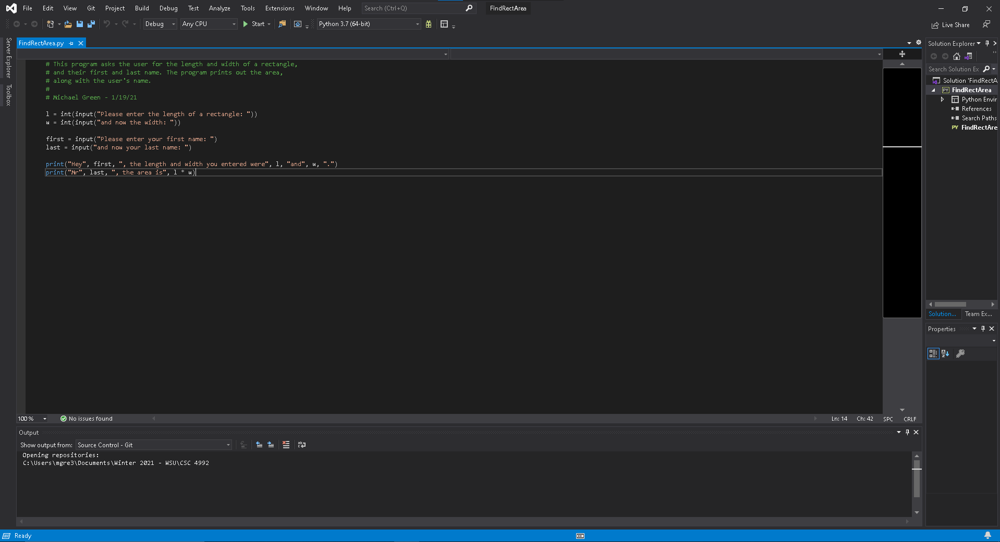 File Edit View Git Project Build Debug Test Analyze Tools Extensions Window Help Search (Ctrl+Q) FindRectArea
Debug Any CPU Start Python 3.7 (64-bit) Live Share
Server Explorer
Toolbox
FindRectArea.py
# This program asks the user for the length and width of a rectangle,
# and their first and last name. The program prints out the area,
# along with the user's name.
#
# Michael Green - 1/19/21
l = int(input("Please enter the length of a rectangle: "))
w = int(input("and now the width: "))
first = input("Please enter your first name: ")
last = input("and now your last name: ")
print("Hey", first, ", the length and width you entered were", l, "and", w, ".")
print("Mr", last, ", the area is", l * w)
100 % No issues found Ln: 14 Ch: 42 SPC CRLF
Output
Show output from: Source Control - Git
Opening repositories:
C:\Users\mgre3\Documents\Winter 2021 - WSU\CSC 4992
Solution Explorer
Search Solution Ex
Solution 'FindRectA
PY FindRectArea
Python Envir
References
Search Paths
PY FindRectAre
Solution... Team Ex...
Properties
Ready